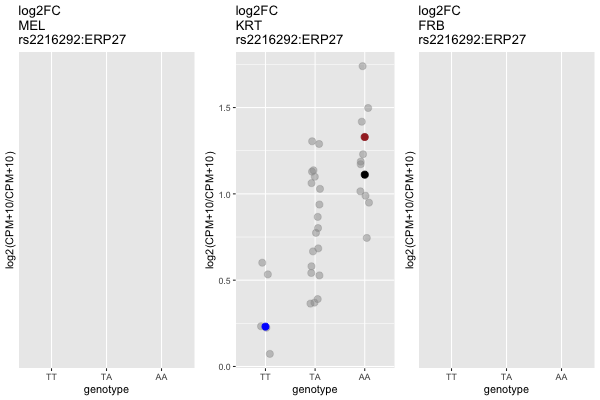 log2FC
MEL
rs2216292:ERP27
log2(CPM+10/CPM+10)
TT TA AA
genotype
log2FC
KRT
rs2216292:ERP27
log2(CPM+10/CPM+10)
1.5
1.0
0.5
0.0
TT TA AA
genotype
log2FC
FRB
rs2216292:ERP27
log2(CPM+10/CPM+10)
TT TA AA
genotype